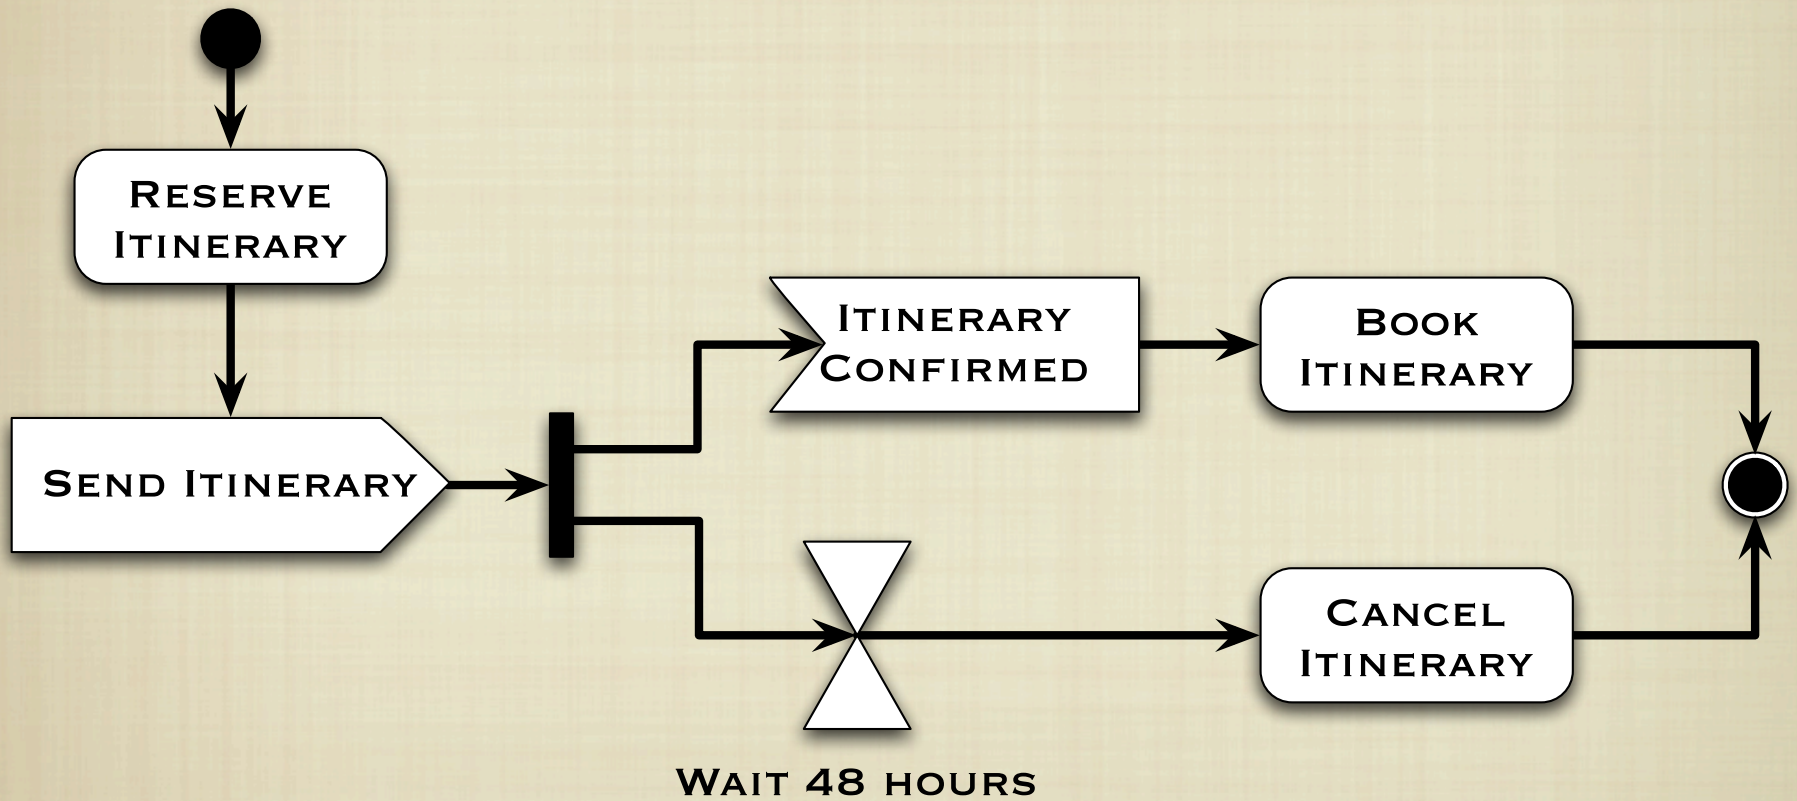 Reserve
Itinerary
Send Itinerary
Itinerary
Confirmed
Book
Itinerary
Wait 48 hours
Cancel
Itinerary